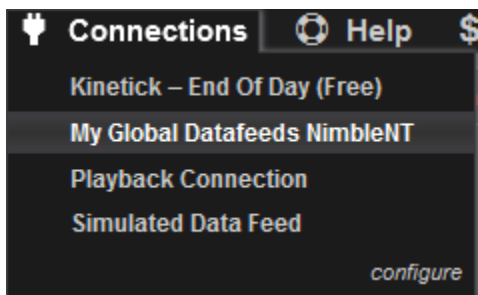 Connections Help $
Kinetick – End Of Day (Free)
My Global Datafeeds NimbleNT
Playback Connection
Simulated Data Feed
configure